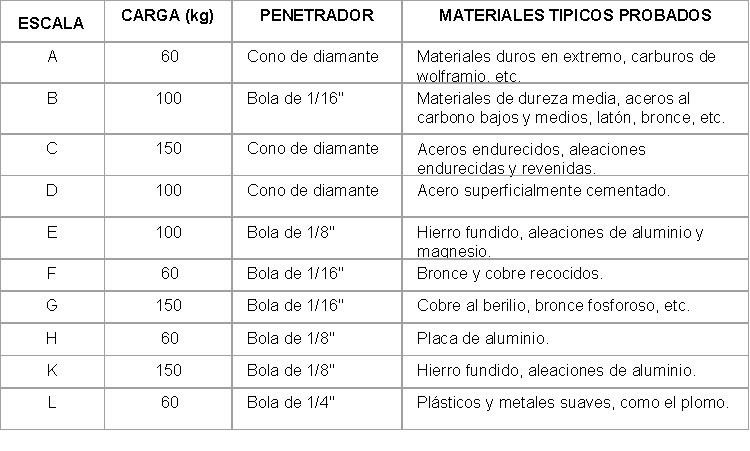 ESCALA CARGA (kg) PENETRADOR MATERIALES TIPICOS PROBADOS
A 60 Cono de diamante Materiales duros en extremo, carburos de
wolframio, etc.
B 100 Bola de 1/16" Materiales de dureza media, aceros al
carbono bajos y medios, latón, bronce, etc.
C 150 Cono de diamante Aceros endurecidos, aleaciones
endurecidas y revenidas.
D 100 Cono de diamante Acero superficialmente cementado.
E 100 Bola de 1/8" Hierro fundido, aleaciones de aluminio y
magnesio.
F 60 Bola de 1/16" Bronce y cobre recocidos.
G 150 Bola de 1/16" Cobre al berilio, bronce fosforoso, etc.
H 60 Bola de 1/8" Placa de aluminio.
K 150 Bola de 1/8" Hierro fundido, aleaciones de aluminio.
L 60 Bola de 1/4" Plásticos y metales suaves, como el plomo.